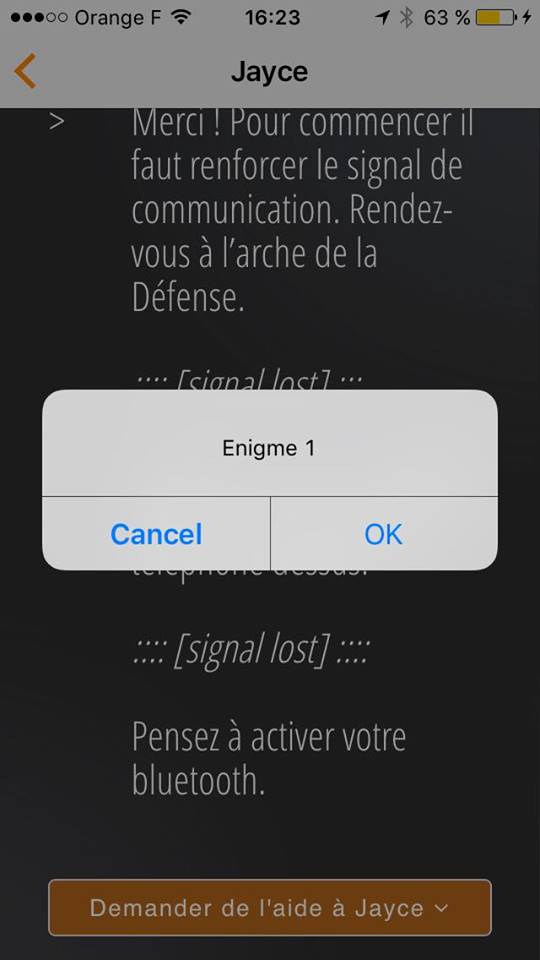 Orange F 16:23 63 %
Jayce
> Merci ! Pour commencer il
faut renforcer le signal de
communication. Rendez-
vous à l'arche de la
Défense.
:::: [signal lost] ::::
Enigme 1
Cancel OK
téléphone dessus.
:::: [signal lost] ::::
Pensez à activer votre
bluetooth.
Demander de l'aide à Jayce